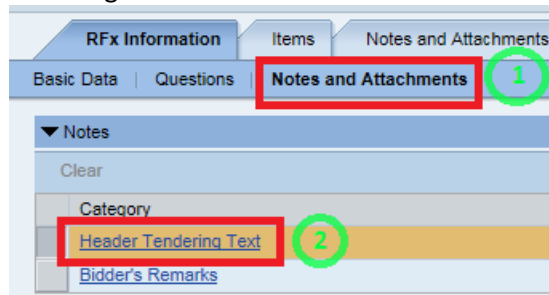 RFx Information Items Notes and Attachments
Basic Data | Questions | Notes and Attachments 1
Notes
Clear
Category
Header Tendering Text 2
Bidder's Remarks